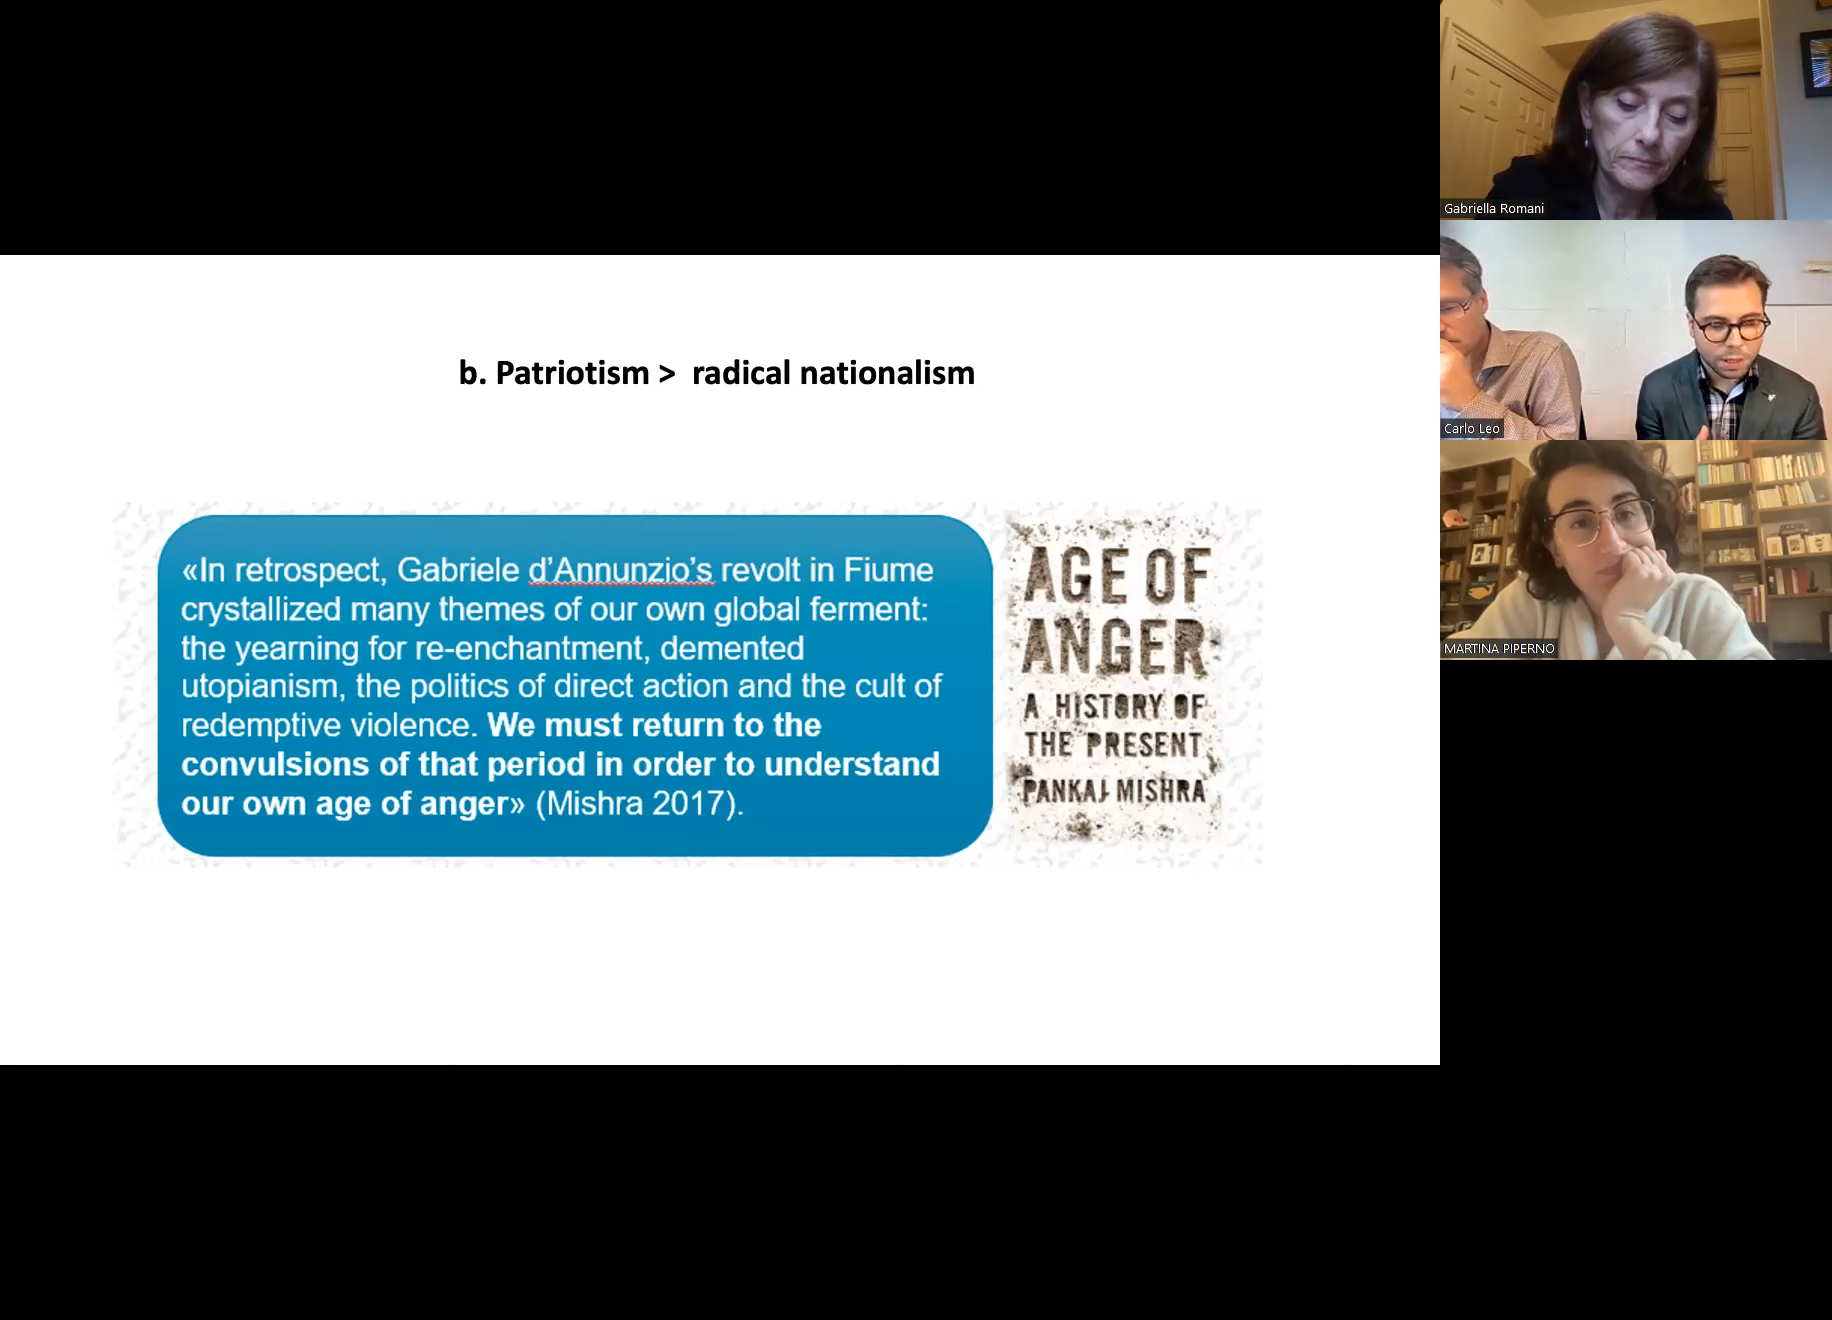 b. Patriotism >  radical nationalism
«In retrospect, Gabriele d'Annunzio's revolt in Fiume
crystallized many themes of our own global ferment:
the yearning for re-enchantment, demented
utopianism, the politics of direct action and the cult of
redemptive violence. We must return to the
convulsions of that period in order to understand
our own age of anger» (Mishra 2017).
AGE OF
ANGER
A HISTORY OF
THE PRESENT
PANKAJ MISHRA
Gabriella Romani
Carlo Leo
MARTINA PIPERNO